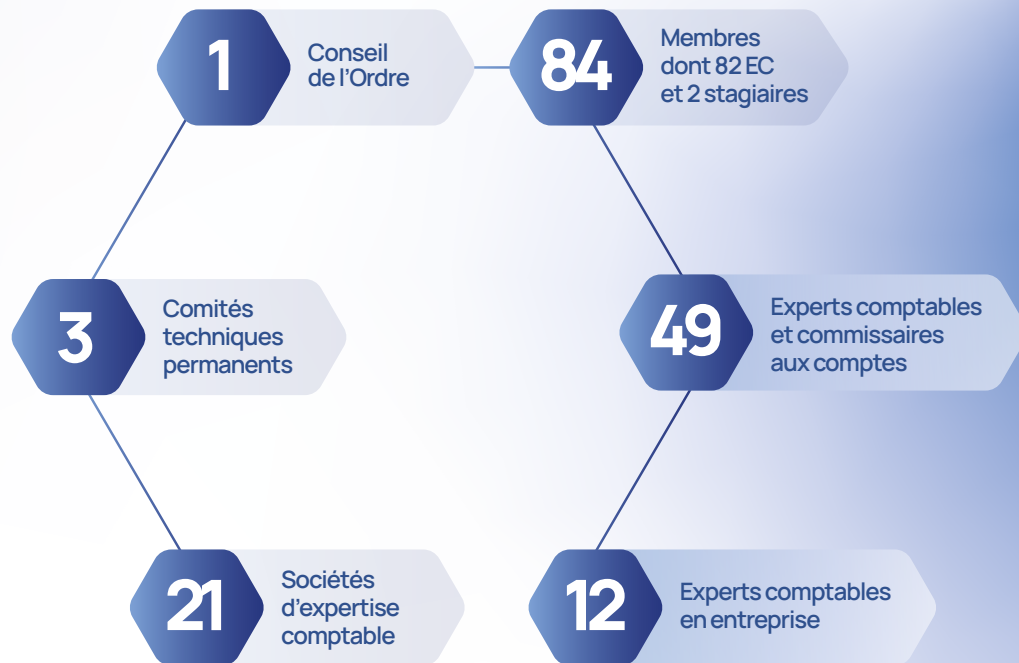 1
Conseil
de l'Ordre
84
Membres
dont 82 EC
et 2 stagiaires
3
Comités
techniques
permanents
49
Experts comptables
et commissaires
aux comptes
21
Sociétés
d'expertise
comptable
12
Experts comptables
en entreprise